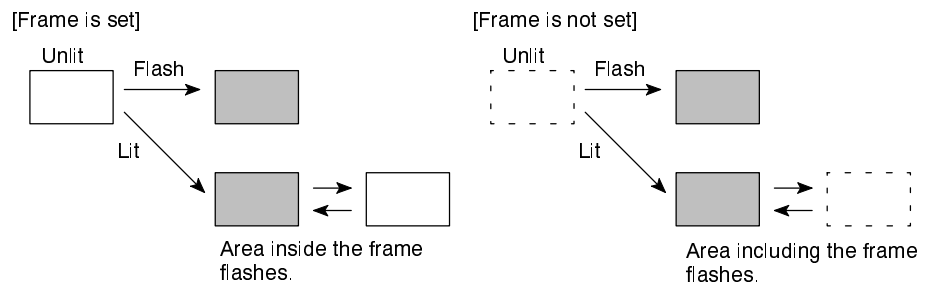 [Frame is set]
Unlit
Flash
Lit
Area inside the frame
flashes.
[Frame is not set]
Unlit
Flash
Lit
Area including the frame
flashes.